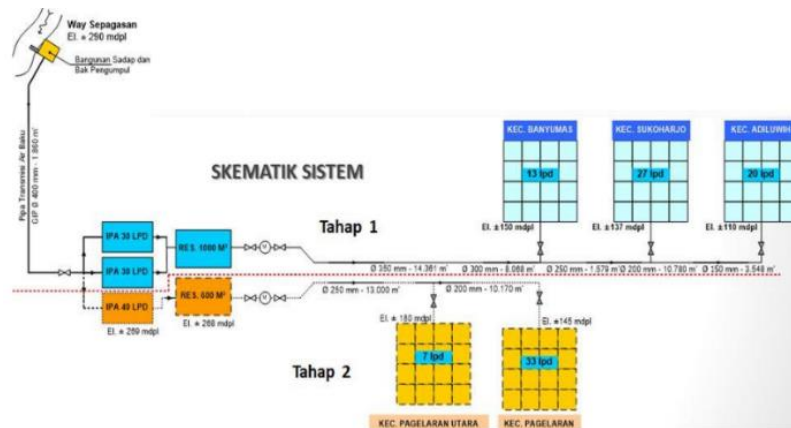 Way Sepagasan
El. ± 290 mdpl
Bangunan Sadap dan
Bak Pengumpul
Pipa Transmisi Air Baku
GIP Ø 400 mm - 1.860 m'
SKEMATIK SISTEM
KEC. BANYUMAS
KEC. SUKOHARJO
KEC. ADILUWIH
13 lpd
27 lpd
20 lpd
Tahap 1
El. ±150 mdpl
El. ±137 mdpl
El. ±110 mdpl
IPA 30 LPD
RES. 1000 M³
IPA 30 LPD
Ø 350 mm - 14.361 m'
Ø 300 mm - 8.068 m'
Ø 250 mm - 1.579 m'
Ø 200 mm - 10.780 m'
Ø 150 mm - 3.548 m'
IPA 40 LPD
RES. 600 M³
Ø 250 mm - 13.000 m'
Ø 200 mm - 10.170 m'
El. ± 269 mdpl
El. ± 268 mdpl
El. ± 180 mdpl
El. ±145 mdpl
7 lpd
33 lpd
Tahap 2
KEC. PAGELARAN UTARA
KEC. PAGELARAN